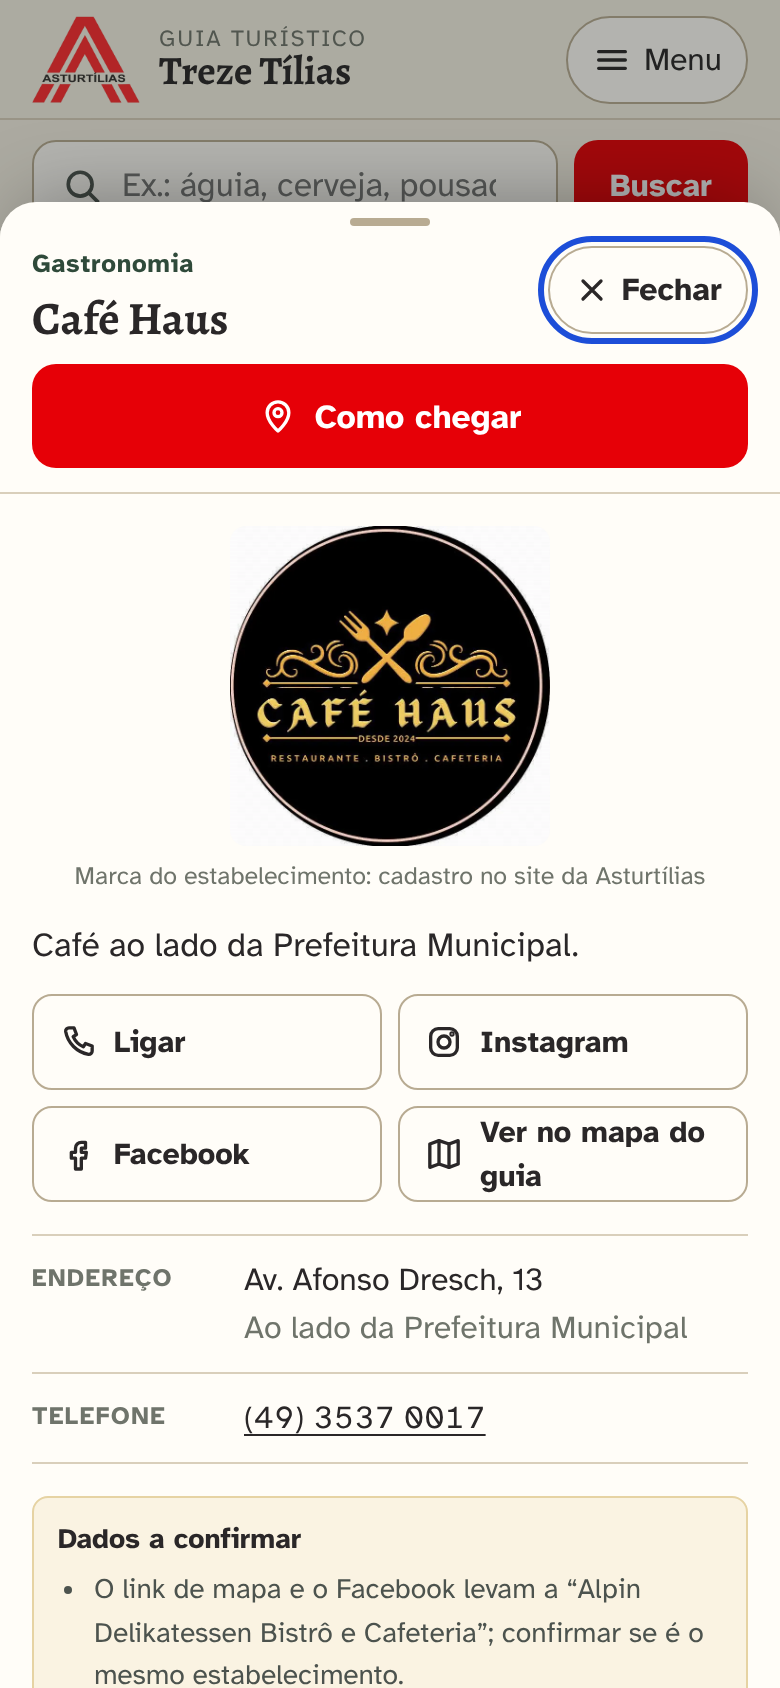 ASTURTÍLIAS
GUIA TURÍSTICO
Treze Tílias
Menu
Ex.: águia, cerveja, pousad
Buscar
Gastronomia
Café Haus
Fechar
Como chegar
CAFÉ HAUS
DESDE 2024
RESTAURANTE . BISTRÔ . CAFETERIA
Marca do estabelecimento: cadastro no site da Asturtílias
Café ao lado da Prefeitura Municipal.
Ligar
Instagram
Facebook
Ver no mapa do
guia
ENDEREÇO
Av. Afonso Dresch, 13
Ao lado da Prefeitura Municipal
TELEFONE
(49) 3537 0017
Dados a confirmar
• O link de mapa e o Facebook levam a “Alpin
Delikatessen Bistrô e Cafeteria”; confirmar se é o
mesmo estabelecimento.